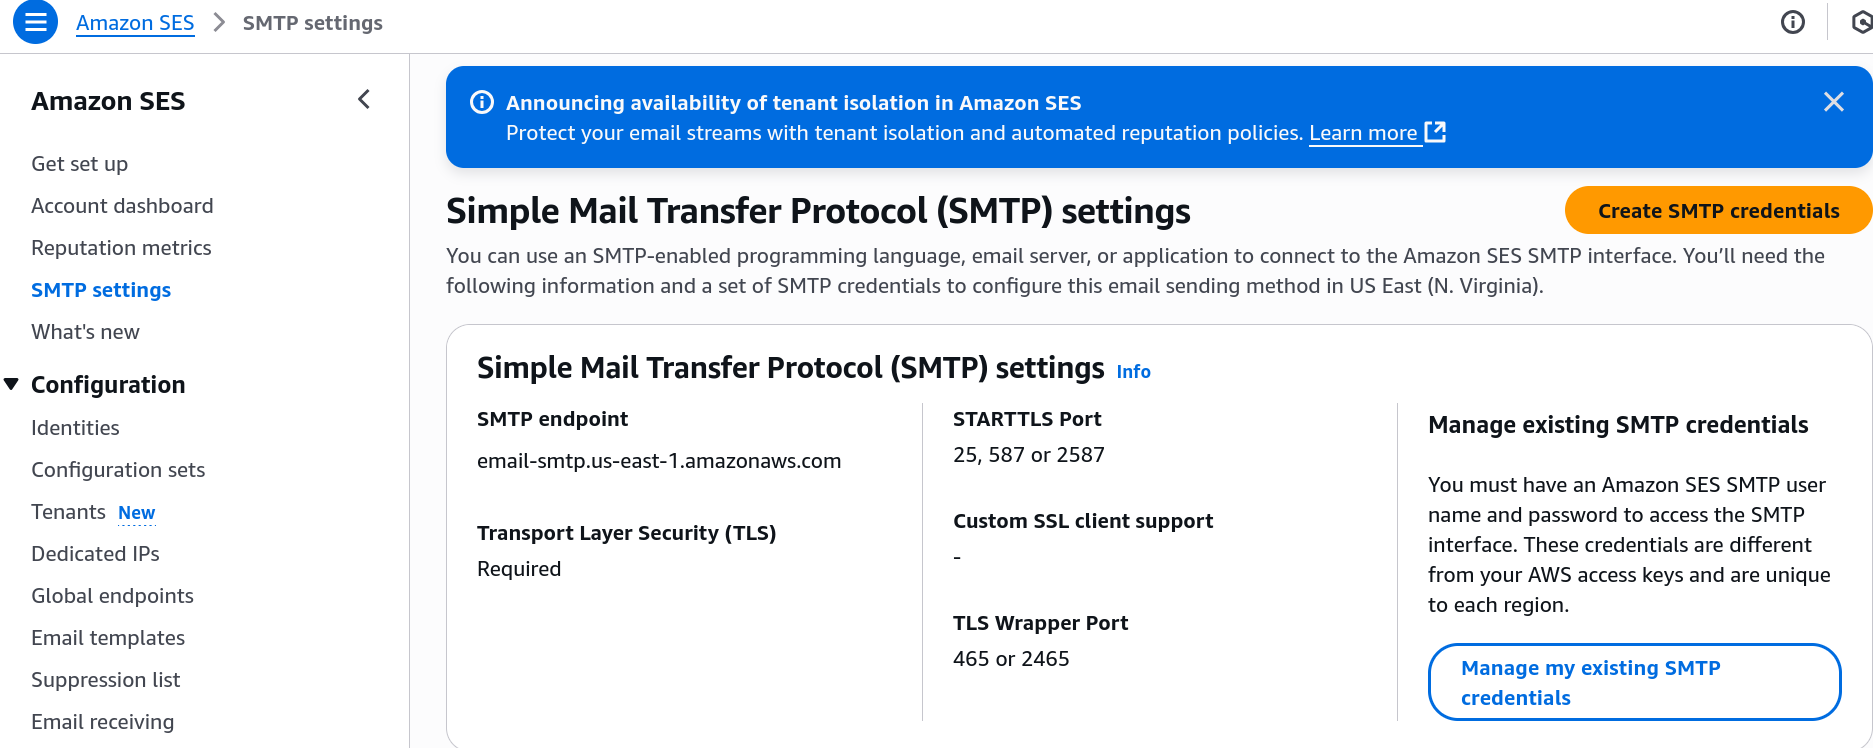 Amazon SES > SMTP settings
Amazon SES
Get set up
Account dashboard
Reputation metrics
SMTP settings
What's new
Configuration
Identities
Configuration sets
Tenants New
Dedicated IPs
Global endpoints
Email templates
Suppression list
Email receiving
Announcing availability of tenant isolation in Amazon SES
Protect your email streams with tenant isolation and automated reputation policies. Learn more
Simple Mail Transfer Protocol (SMTP) settings
Create SMTP credentials
You can use an SMTP-enabled programming language, email server, or application to connect to the Amazon SES SMTP interface. You’ll need the
following information and a set of SMTP credentials to configure this email sending method in US East (N. Virginia).
Simple Mail Transfer Protocol (SMTP) settings Info
SMTP endpoint
email-smtp.us-east-1.amazonaws.com
Transport Layer Security (TLS)
Required
STARTTLS Port
25, 587 or 2587
Custom SSL client support
-
TLS Wrapper Port
465 or 2465
Manage existing SMTP credentials
You must have an Amazon SES SMTP user
name and password to access the SMTP
interface. These credentials are different
from your AWS access keys and are unique
to each region.
Manage my existing SMTP
credentials